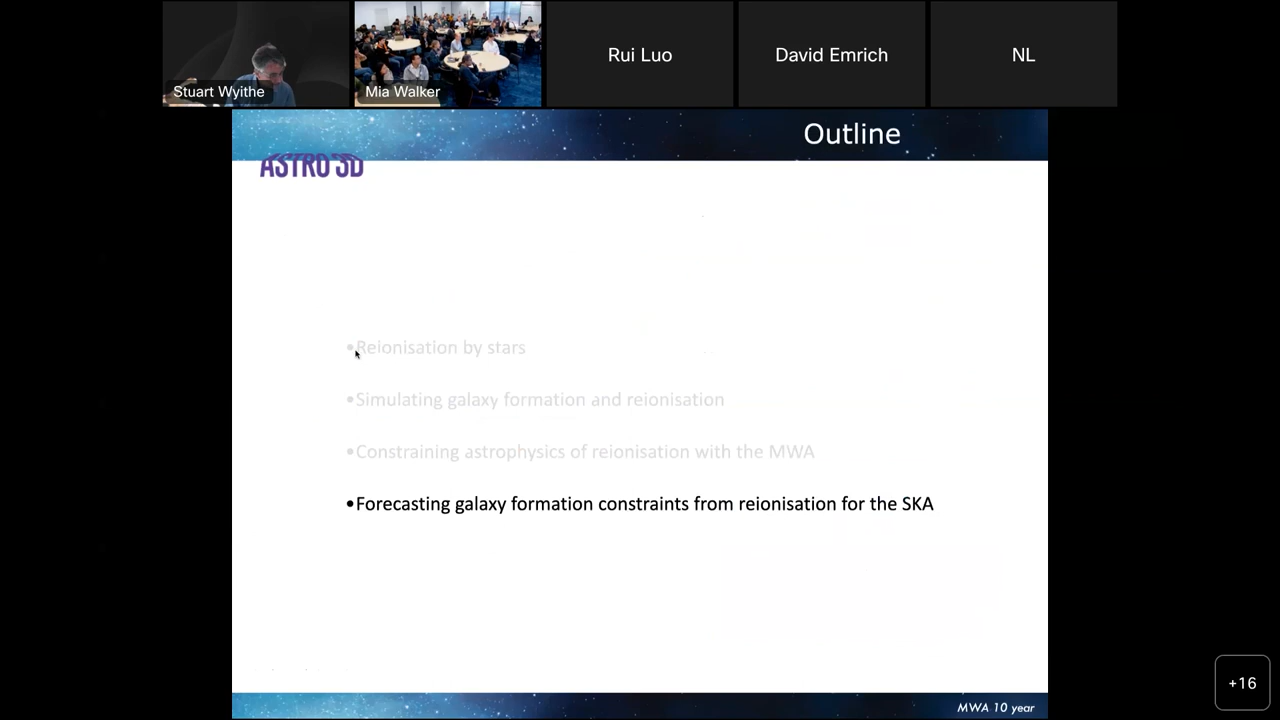 Stuart Wyithe
Mia Walker
Rui Luo
David Emrich
NL
Outline
ASTRO 3D
•Reionisation by stars
•Simulating galaxy formation and reionisation
•Constraining astrophysics of reionisation with the MWA
•Forecasting galaxy formation constraints from reionisation for the SKA
+16
MWA 10 year